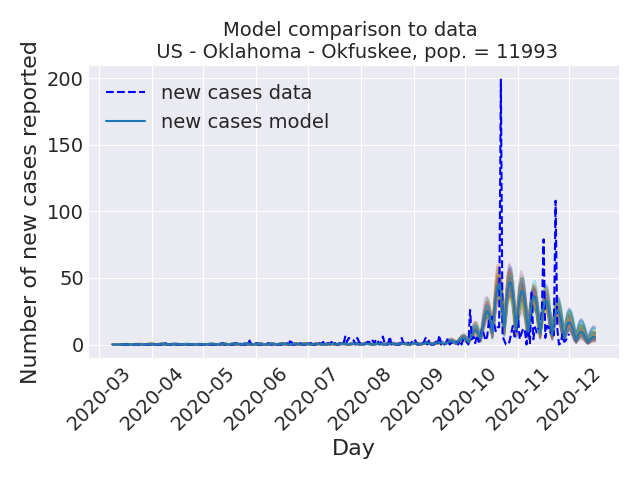 Model comparison to data
US - Oklahoma - Okfuskee, pop. = 11993
Number of new cases reported
200
150
100
50
0
new cases data
new cases model
2020-03
2020-04
2020-05
2020-06
2020-07
2020-08
2020-09
2020-10
2020-11
2020-12
Day